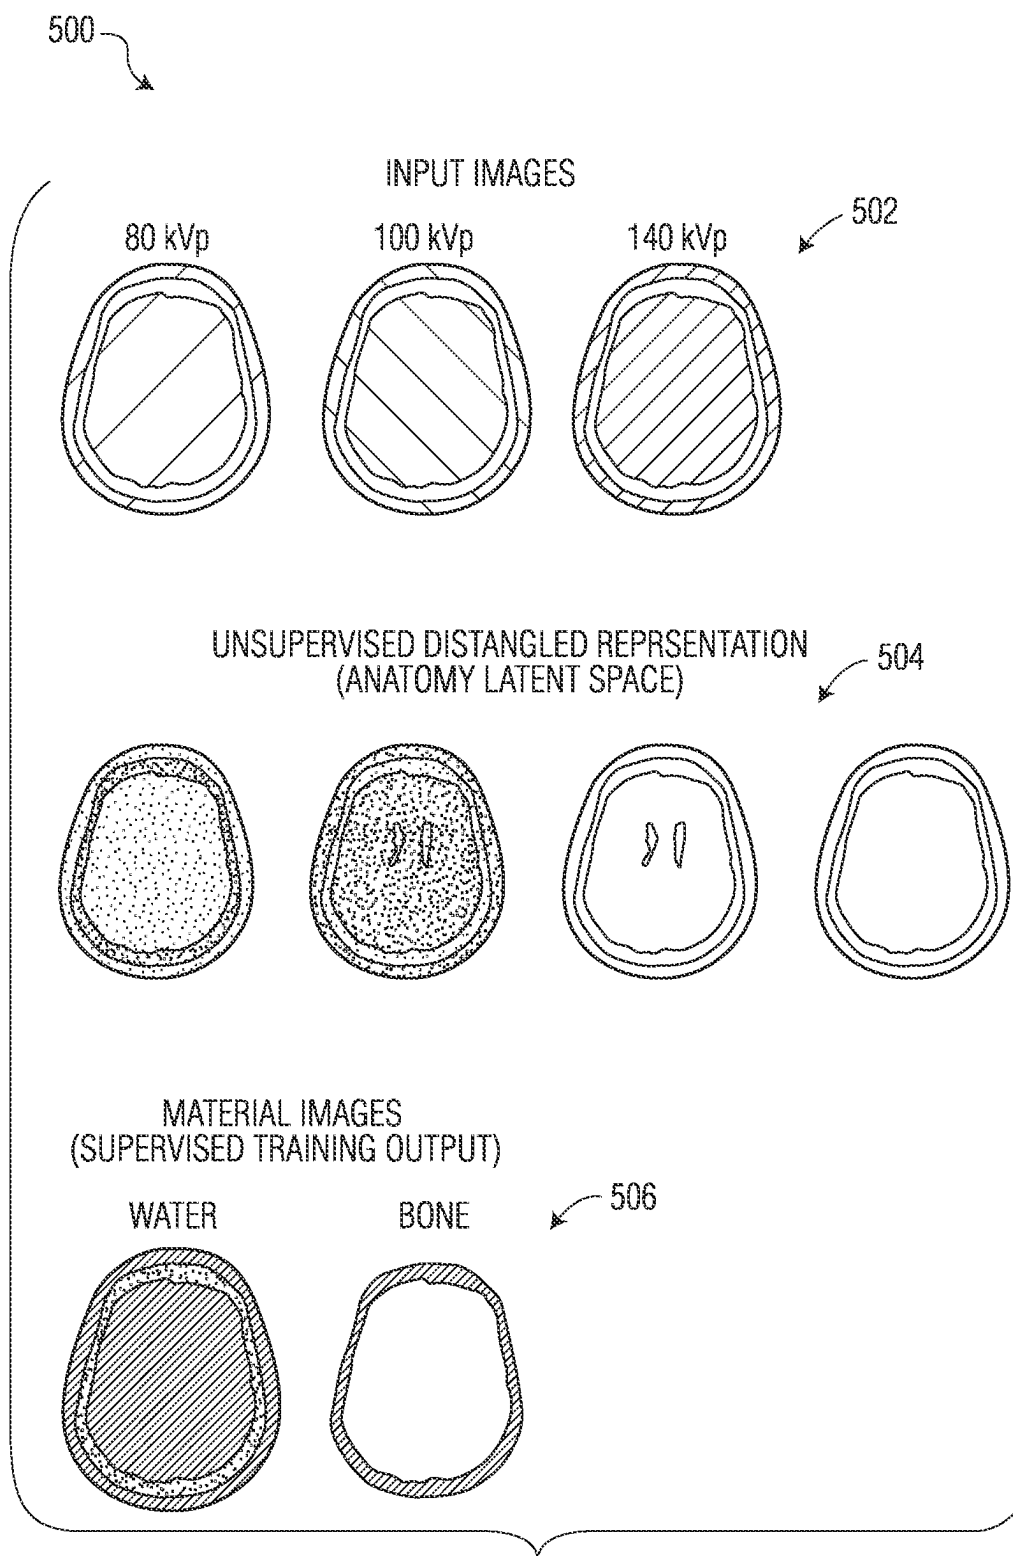 500
INPUT IMAGES
502
80 kVp 100 kVp 140 kVp
UNSUPERVISED DISTANGLED REPRSENTATION
(ANATOMY LATENT SPACE)
504
MATERIAL IMAGES
(SUPERVISED TRAINING OUTPUT)
506
WATER BONE